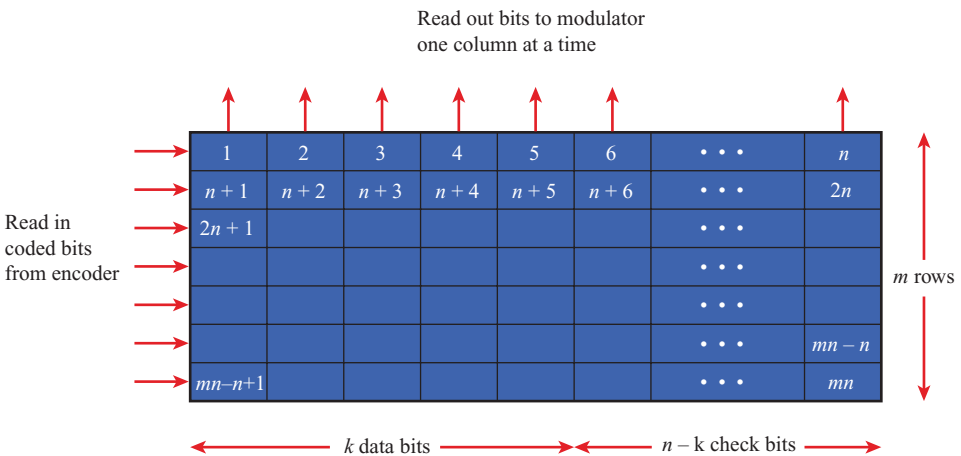 Read out bits to modulator
one column at a time
1 2 3 4 5 6 • • • n
n + 1 n + 2 n + 3 n + 4 n + 5 n + 6 • • • 2n
Read in
coded bits
from encoder
2n + 1 • • •
• • •
m rows
• • •
• • • mn – n
mn–n+1 • • • mn
k data bits n – k check bits